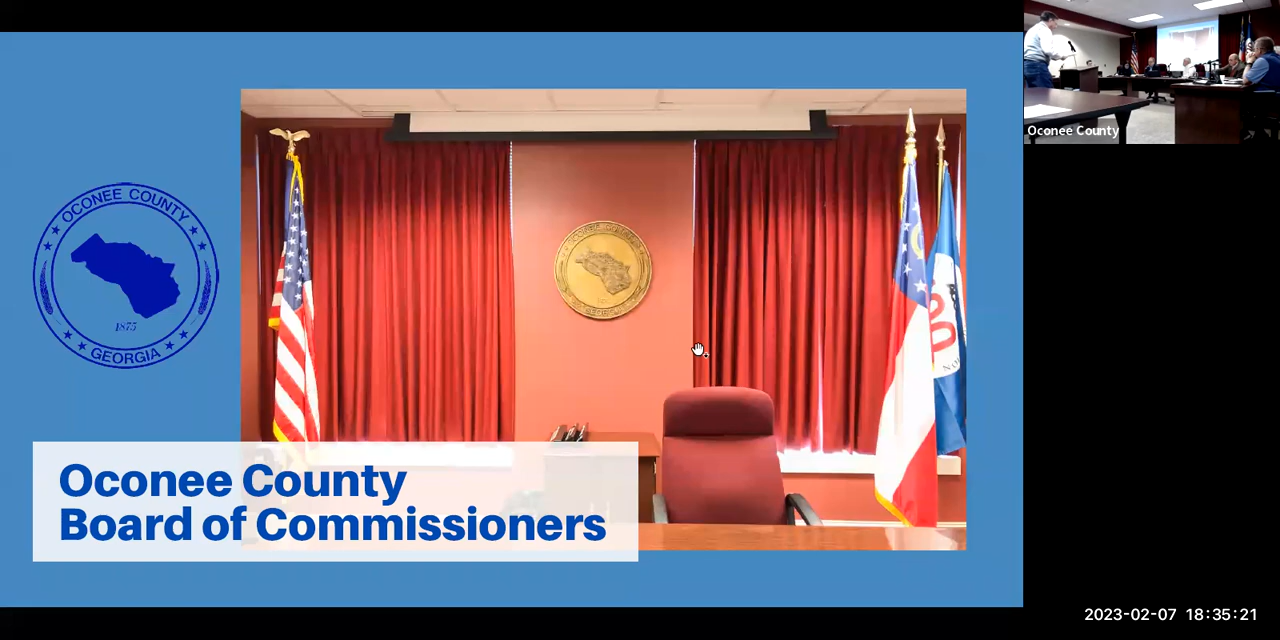 OCONEE COUNTY
1875
GEORGIA
Oconee County
Board of Commissioners
Oconee County
2023-02-07 18:35:21